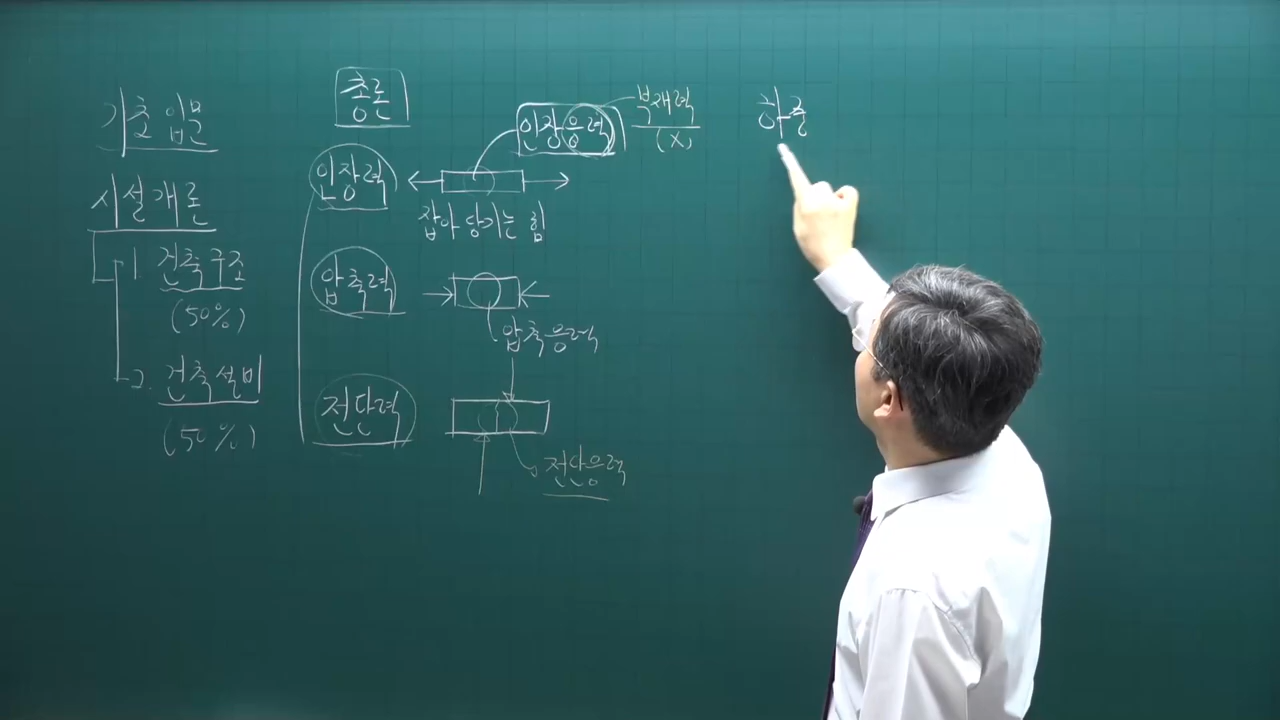 기초 입문
시설개론
1. 건축구조
(50%)
2. 건축설비
(50%)
총론
인장력
인장응력
부재력
(X)
잡아 당기는 힘
압축력
압축응력
전단력
전단응력
하중